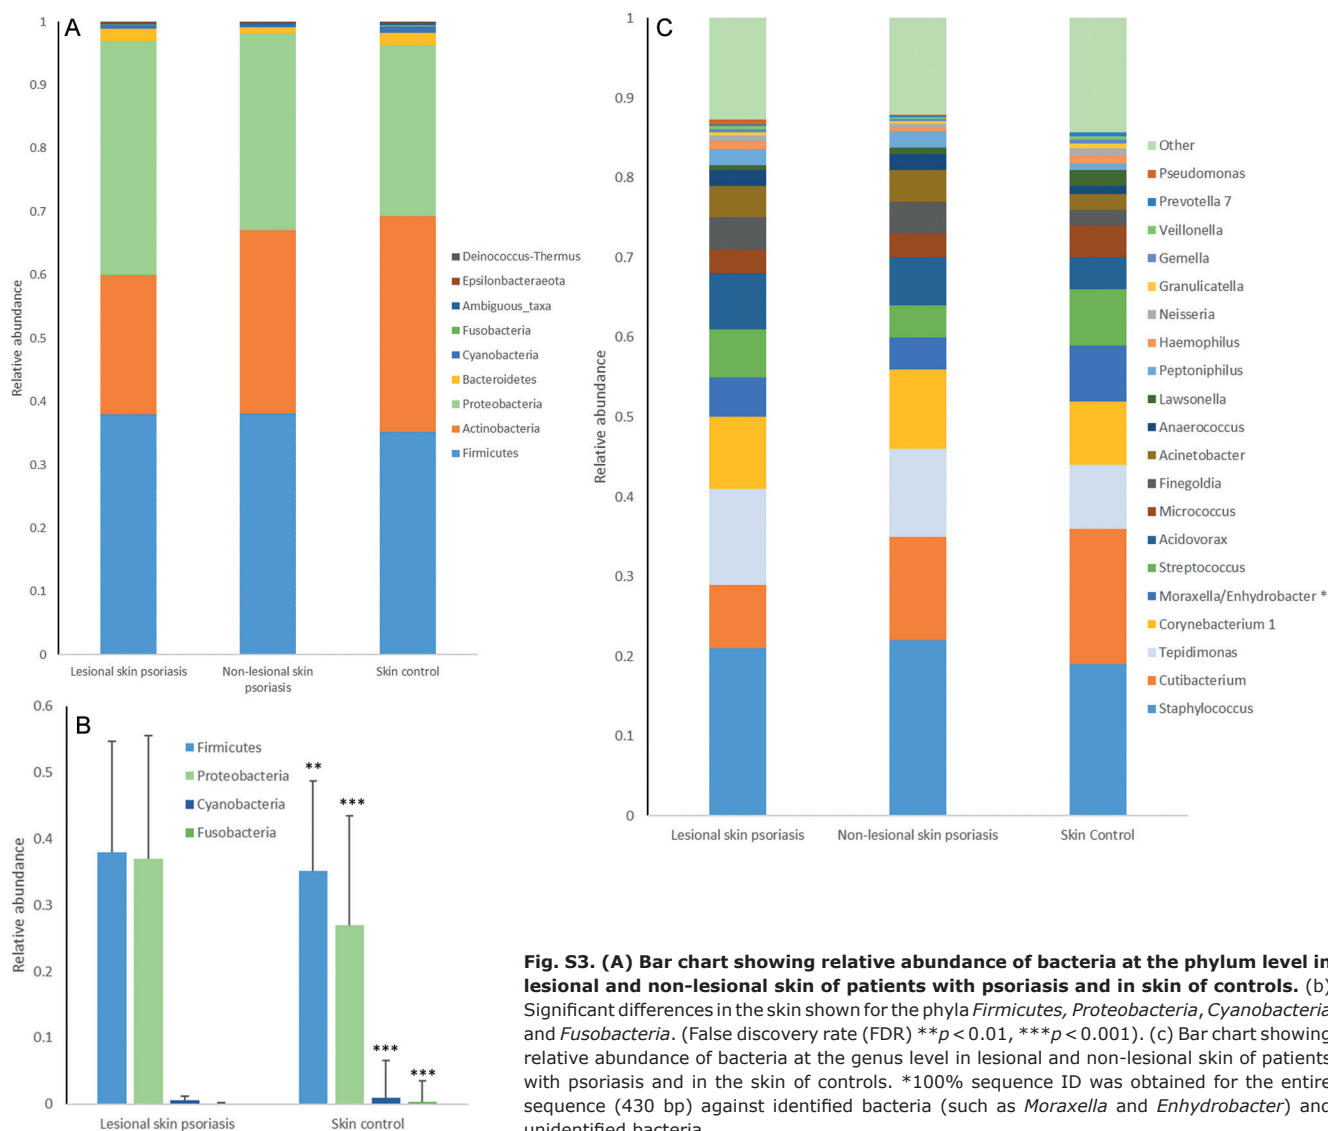 A
1
0.9
0.8
0.7
0.6
0.5
0.4
0.3
0.2
0.1
0
Relative abundance
Deinococcus-Thermus
Epsilonbacteraeota
Ambiguous_taxa
Fusobacteria
Cyanobacteria
Bacteroidetes
Proteobacteria
Actinobacteria
Firmicutes
Lesional skin psoriasis
Non-lesional skin
psoriasis
Skin control
B
0.6
0.5
0.4
0.3
0.2
0.1
0
Relative abundance
Firmicutes
Proteobacteria
Cyanobacteria
Fusobacteria
**
***
***
***
Lesional skin psoriasis
Skin control
C
1
0.9
0.8
0.7
0.6
0.5
0.4
0.3
0.2
0.1
0
Relative abundance
Other
Pseudomonas
Prevotella 7
Veillonella
Gemella
Granulicatella
Neisseria
Haemophilus
Peptoniphilus
Lawsonella
Anaerococcus
Acinetobacter
Finegoldia
Micrococcus
Acidovorax
Streptococcus
Moraxella/Enhydrobacter *
Corynebacterium 1
Tepidimonas
Cutibacterium
Staphylococcus
Lesional skin psoriasis
Non-lesional skin psoriasis
Skin Control
Fig. S3. (A) Bar chart showing relative abundance of bacteria at the phylum level in
lesional and non-lesional skin of patients with psoriasis and in skin of controls. (b)
Significant differences in the skin shown for the phyla Firmicutes, Proteobacteria, Cyanobacteria
and Fusobacteria. (False discovery rate (FDR) **p < 0.01, ***p < 0.001). (c) Bar chart showing
relative abundance of bacteria at the genus level in lesional and non-lesional skin of patients
with psoriasis and in the skin of controls. *100% sequence ID was obtained for the entire
sequence (430 bp) against identified bacteria (such as Moraxella and Enhydrobacter) and
unidentified bacteria